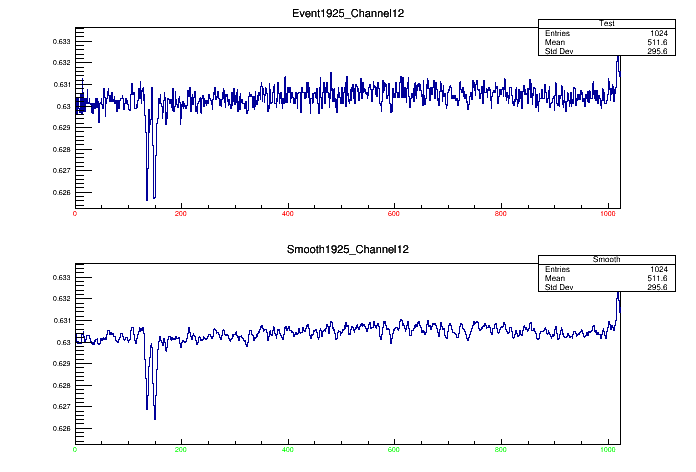 Event1925_Channel12
Test
Entries 1024
Mean 511.6
Std Dev 295.6
0.633
0.632
0.631
0.63
0.629
0.628
0.627
0.626
0 200 400 600 800 1000
Smooth1925_Channel12
Smooth
Entries 1024
Mean 511.6
Std Dev 295.6
0.633
0.632
0.631
0.63
0.629
0.628
0.627
0.626
0 200 400 600 800 1000